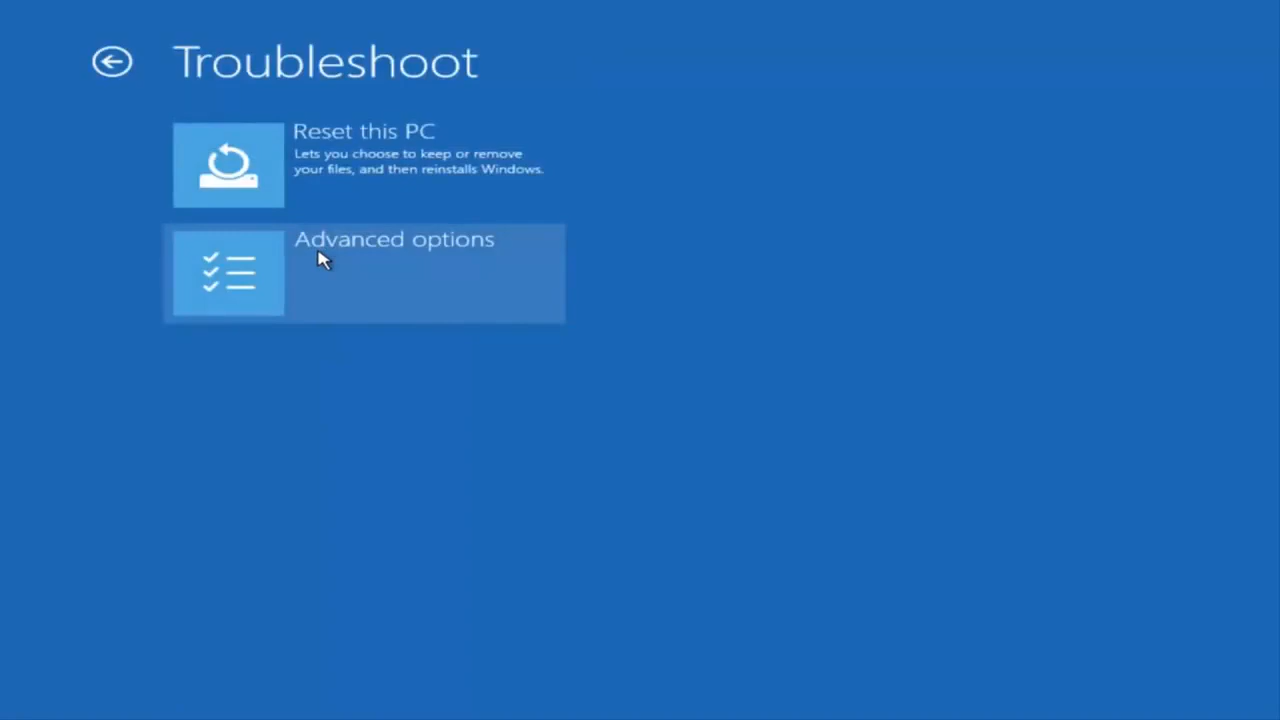 Troubleshoot
Reset this PC
Lets you choose to keep or remove
your files, and then reinstalls Windows.
Advanced options